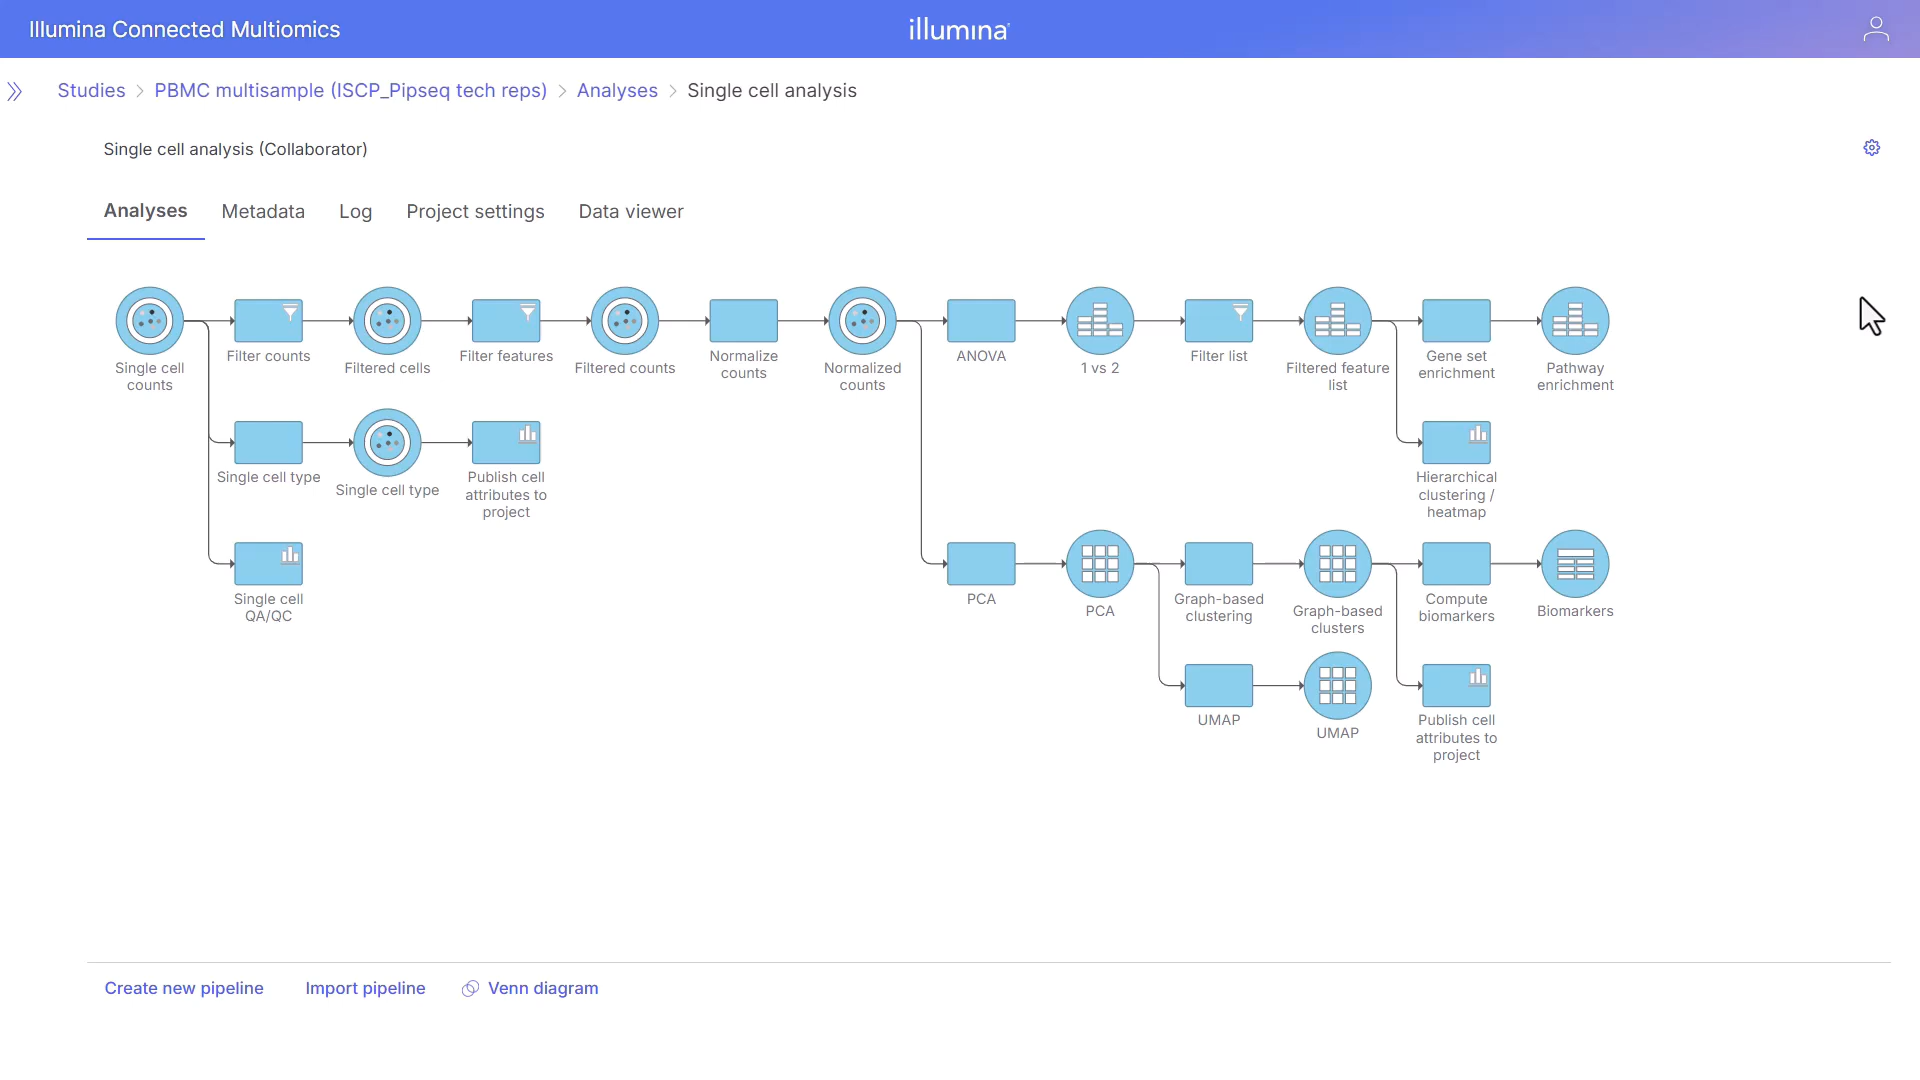 Illumina Connected Multiomics
illumina
Studies > PBMC multisample (ISCP_Pipseq tech reps) > Analyses > Single cell analysis
Single cell analysis (Collaborator)
Analyses Metadata Log Project settings Data viewer
Single cell
counts
Filter counts
Filtered cells
Filter features
Filtered counts
Normalize
counts
Normalized
counts
ANOVA
1 vs 2
Filter list
Filtered feature
list
Gene set
enrichment
Pathway
enrichment
Single cell type
Single cell type
Publish cell
attributes to
project
Hierarchical
clustering /
heatmap
Single cell
QA/QC
PCA
PCA
Graph-based
clustering
Graph-based
clusters
Compute
biomarkers
Biomarkers
UMAP
UMAP
Publish cell
attributes to
project
Create new pipeline Import pipeline Venn diagram